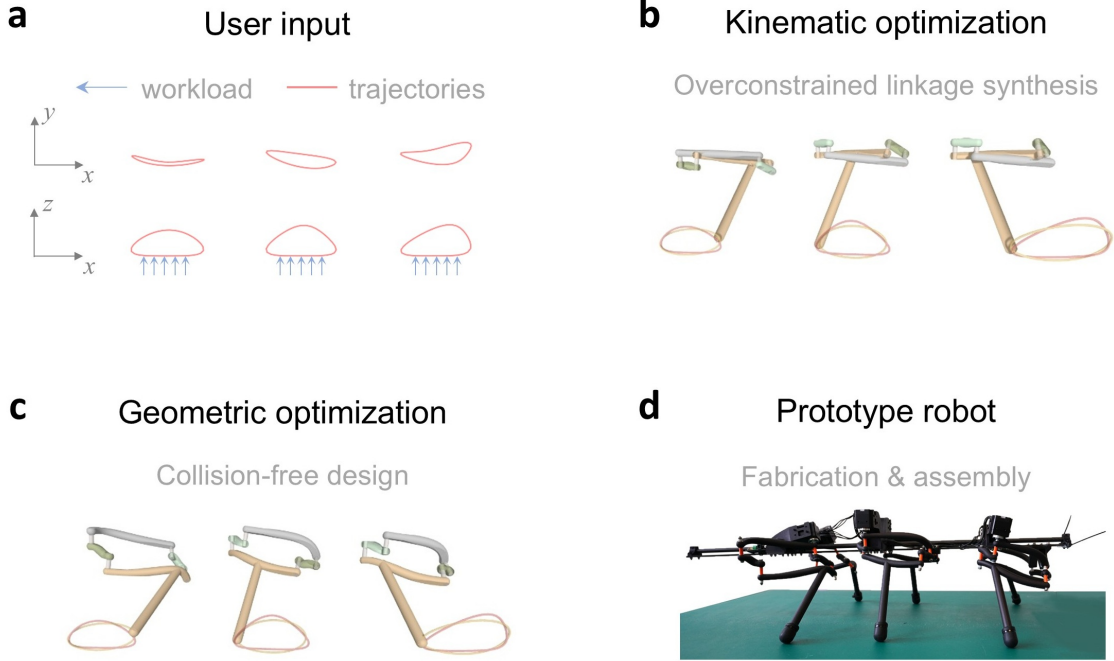 a
User input
workload
trajectories
y
x
z
x
b
Kinematic optimization
Overconstrained linkage synthesis
c
Geometric optimization
Collision-free design
d
Prototype robot
Fabrication & assembly